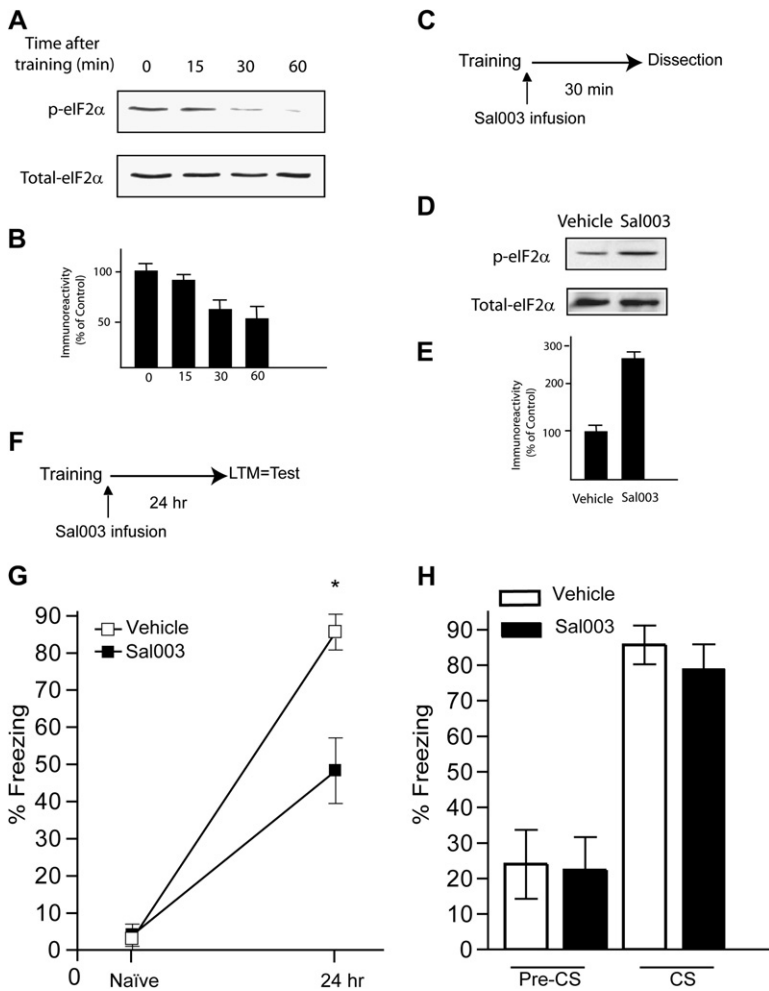 A
Time after
training (min) 0 15 30 60
p-eIF2α
Total-eIF2α
B
Immunoreactivity
(% of Control)
100
50
0 15 30 60
C
Training Dissection
30 min
Sal003 infusion
D
Vehicle Sal003
p-eIF2α
Total-eIF2α
E
Immunoreactivity
(% of Control)
300
200
100
Vehicle Sal003
F
Training LTM=Test
24 hr
Sal003 infusion
G
*
Vehicle
Sal003
% Freezing
90
80
70
60
50
40
30
20
10
0
0
Naïve 24 hr
H
Vehicle
Sal003
% Freezing
90
80
70
60
50
40
30
20
10
0
Pre-CS CS